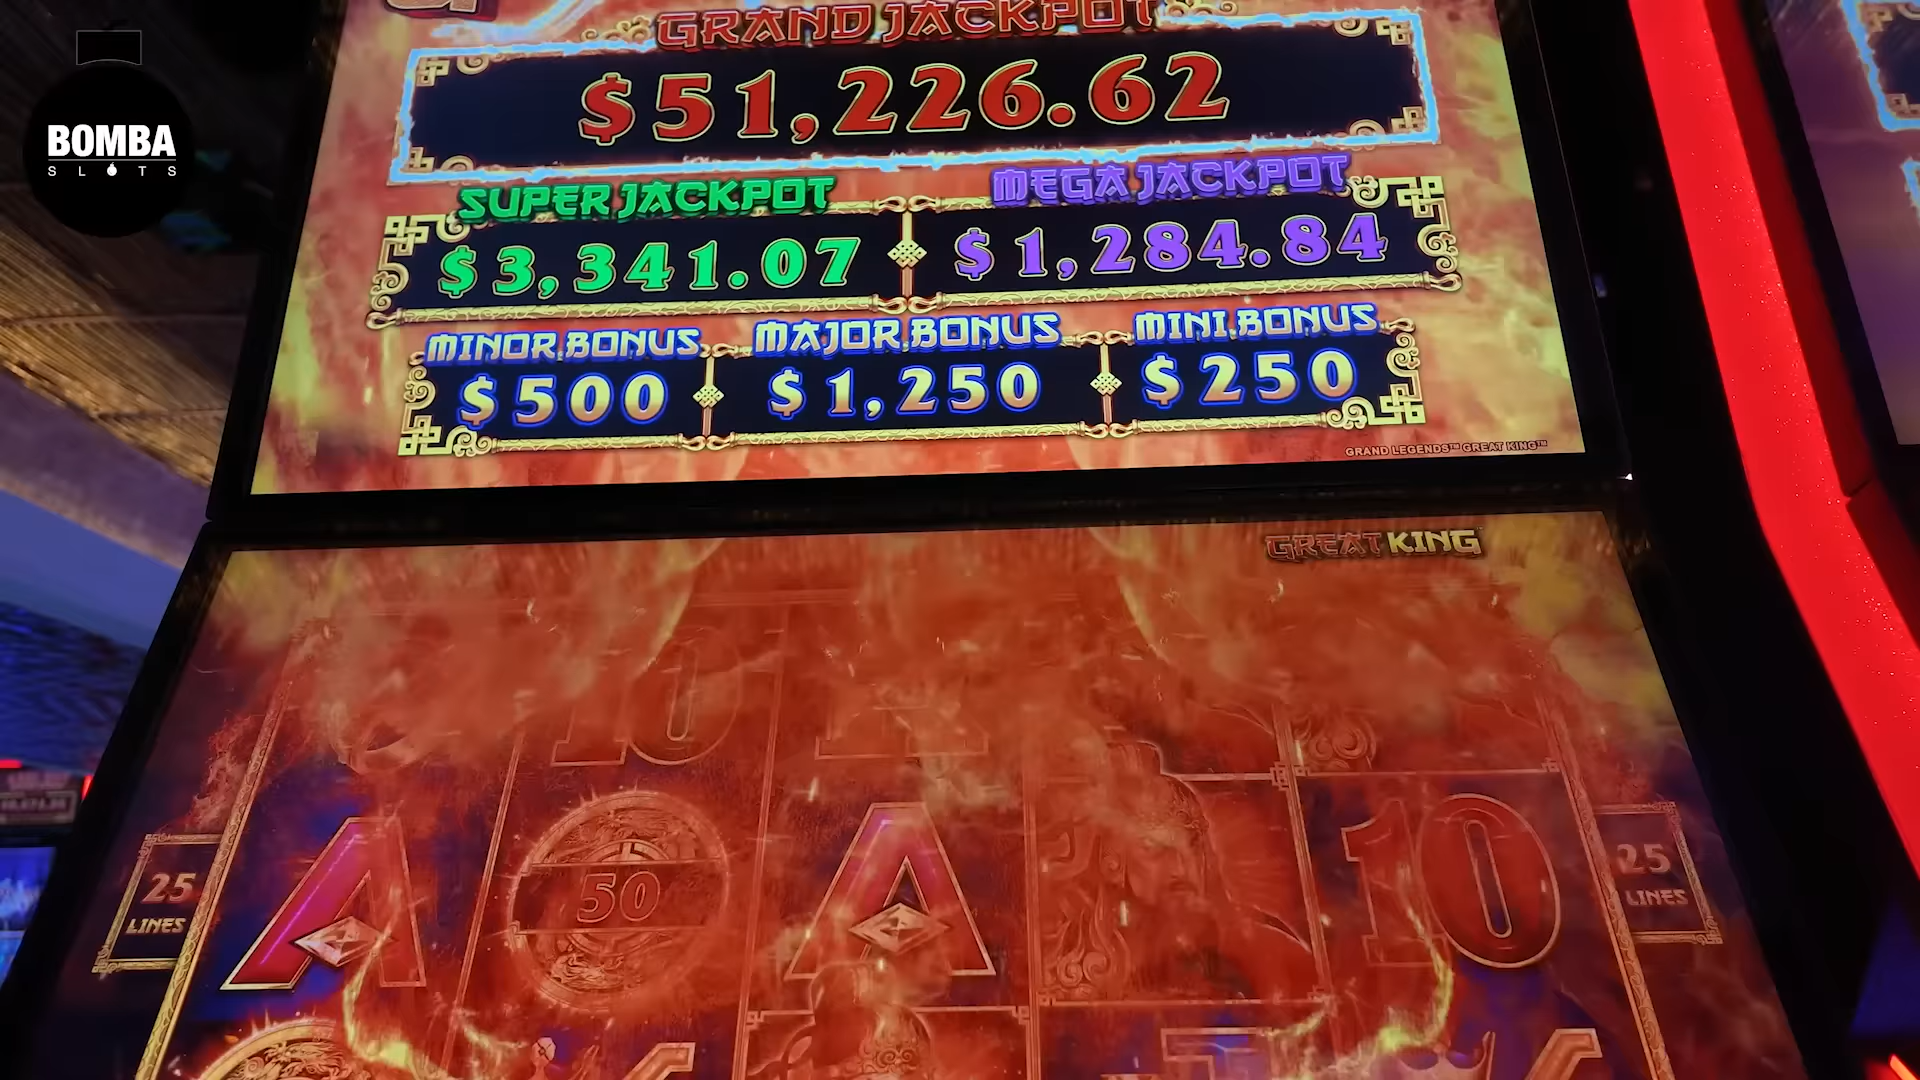 BOMBA
SLOTS
GRAND JACKPOT
$51,226.62
SUPER JACKPOT
MEGA JACKPOT
$3,341.07
$1,284.84
MINOR BONUS
MAJOR BONUS
MINI BONUS
$500
$1,250
$250
GRAND LEGENDS™ GREAT KING™
GREAT KING
10
A
50
A
10
25
LINES
25
LINES